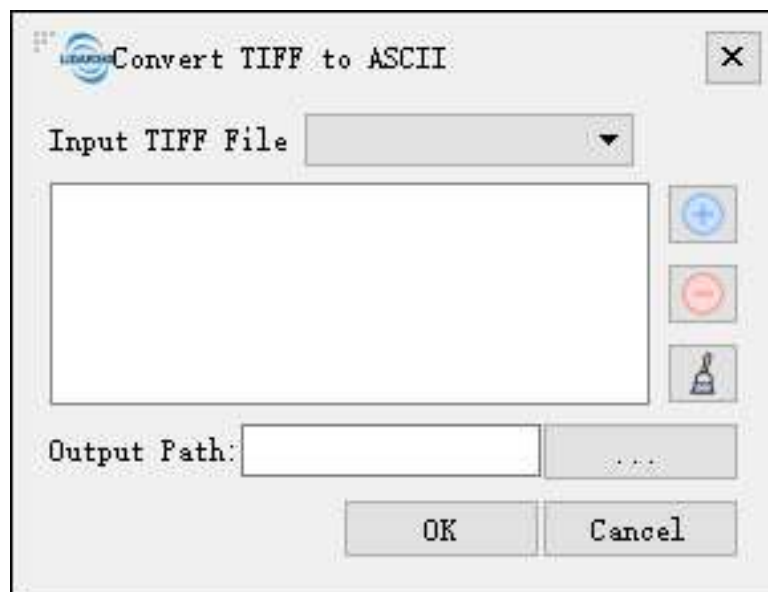 Convert TIFF to ASCII
Input TIFF File
Output Path:
...
OK
Cancel